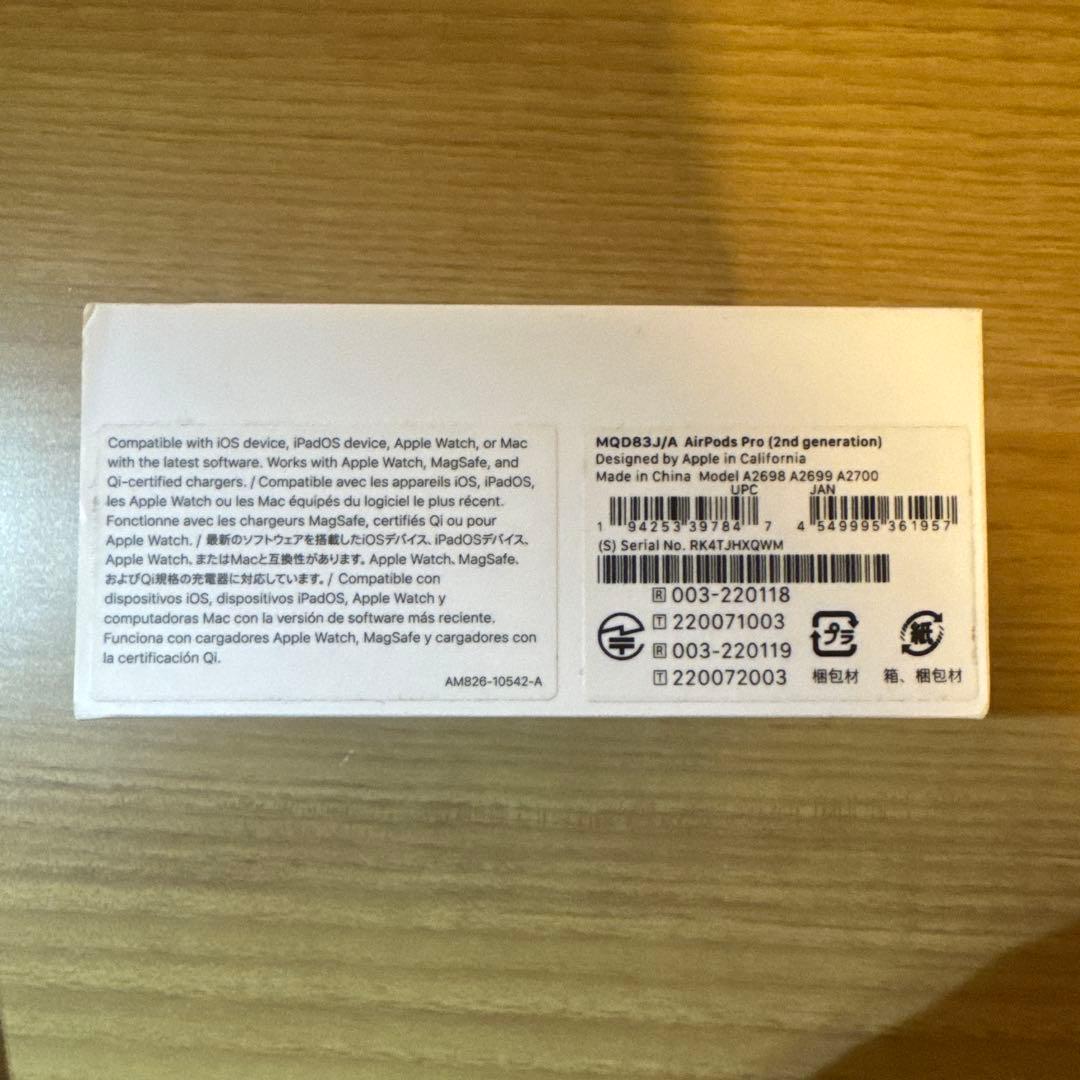 Compatible with iOS device, iPadOS device, Apple Watch, or Mac
with the latest software. Works with Apple Watch, MagSafe, and
Qi-certified chargers. / Compatible avec les appareils iOS, iPadOS,
les Apple Watch ou les Mac équipés du logiciel le plus récent.
Fonctionne avec les chargeurs MagSafe, certifiés Qi ou pour
Apple Watch. / 最新のソフトウェアを搭載したiOSデバイス、iPadOSデバイス、
Apple Watch、またはMacと互換性があります。Apple Watch、MagSafe、
およびQi規格の充電器に対応しています。/ Compatible con
dispositivos iOS, dispositivos iPadOS, Apple Watch y
computadoras Mac con la versión de software más reciente.
Funciona con cargadores Apple Watch, MagSafe y cargadores con
la certificación Qi.
AM826-10542-A
MQD83J/A AirPods Pro (2nd generation)
Designed by Apple in California
Made in China Model A2698 A2699 A2700
UPC JAN
1 94253 39784 7 4 549995 361957
(S) Serial No. RK4TJHXQWM
R 003-220118
T 220071003
R 003-220119
T 220072003
プラ 紙
梱包材 箱、梱包材